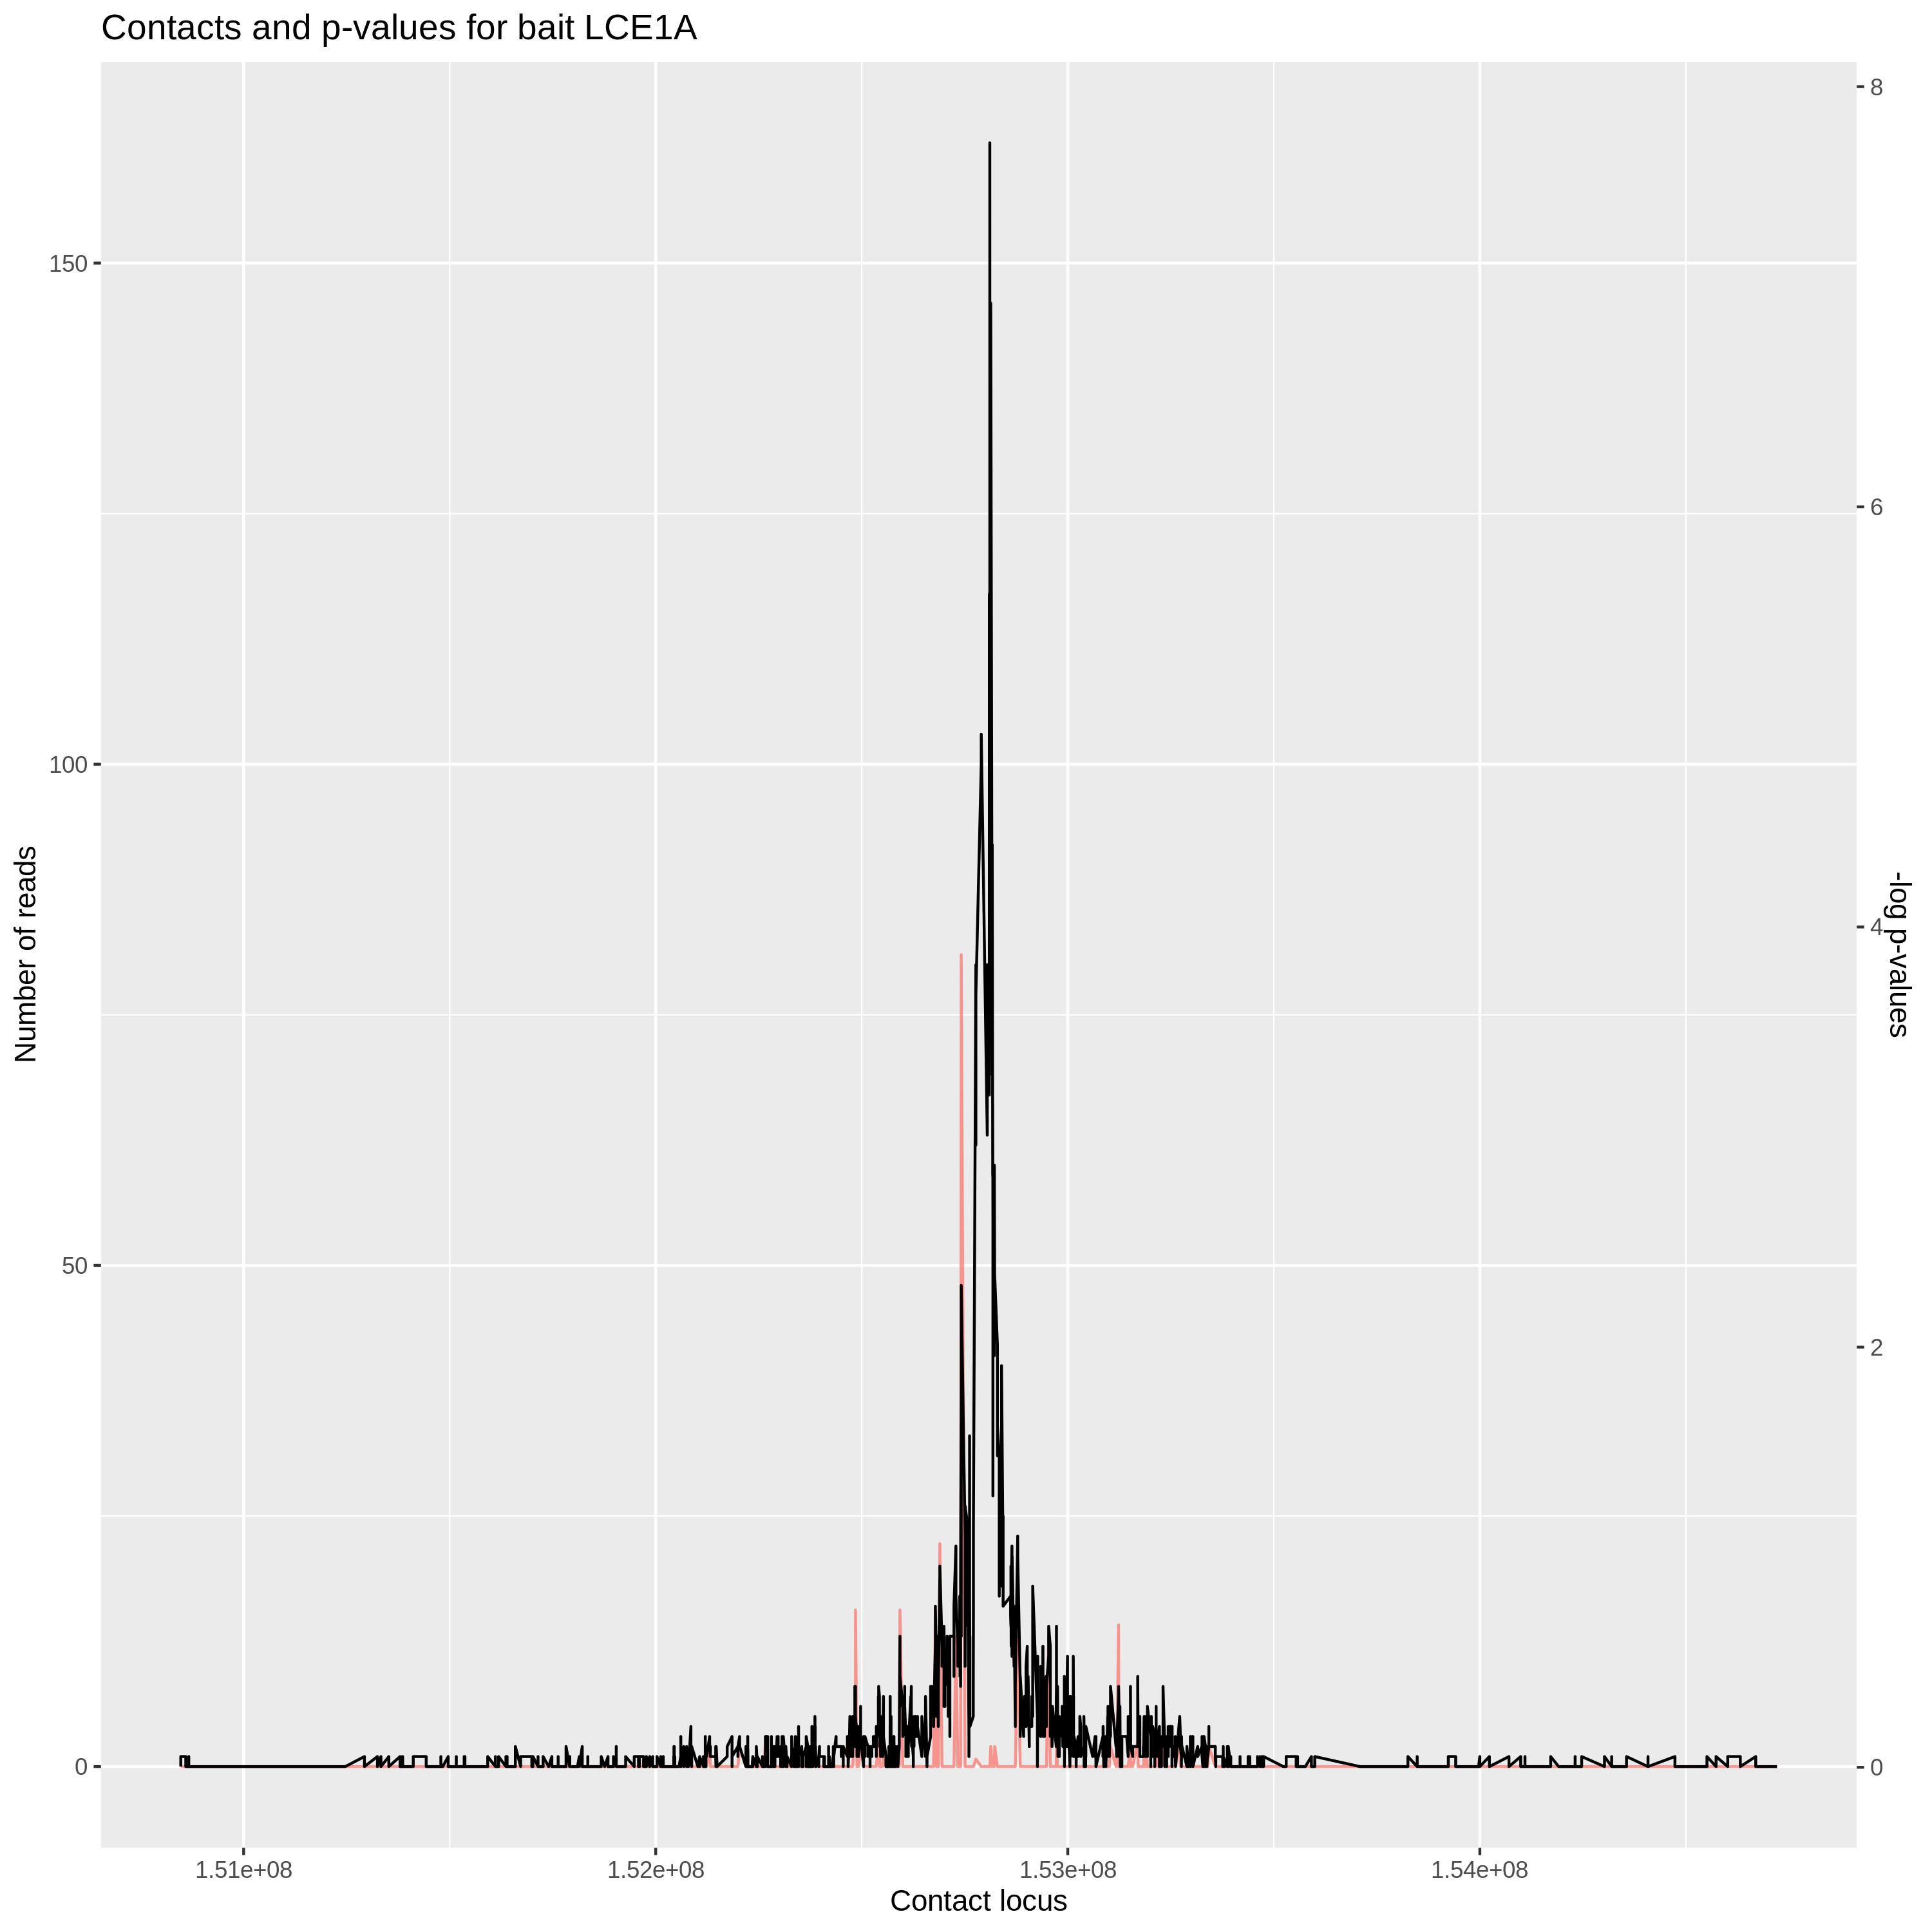 Contacts and p-values for bait LCE1A
8
150
6
100
4
50
2
0
0
Number of reads
-log p-values
1.51e+08
1.52e+08
1.53e+08
1.54e+08
Contact locus